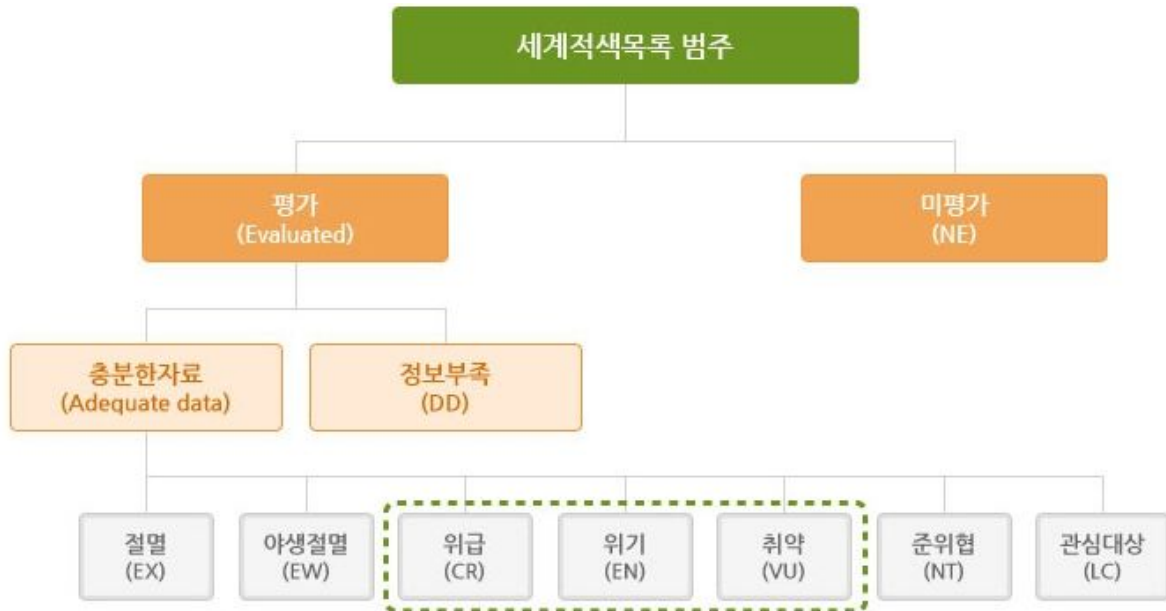 세계적색목록 범주
평가
(Evaluated)
미평가
(NE)
충분한자료
(Adequate data)
정보부족
(DD)
절멸
(EX)
야생절멸
(EW)
위급
(CR)
위기
(EN)
취약
(VU)
준위협
(NT)
관심대상
(LC)